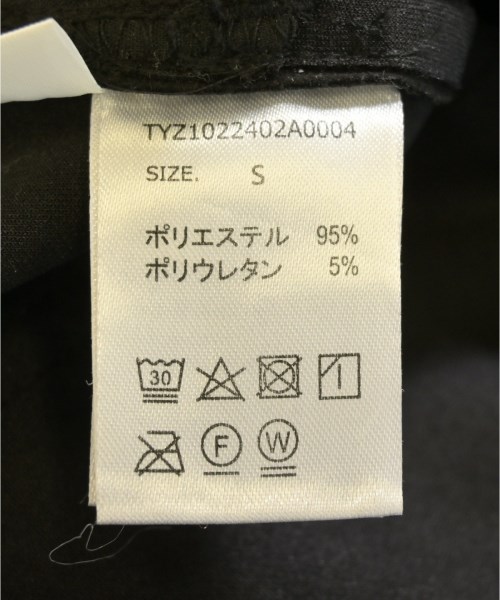 TYZ1022402A0004
SIZE. S
ポリエステル 95%
ポリウレタン 5%
30
F W